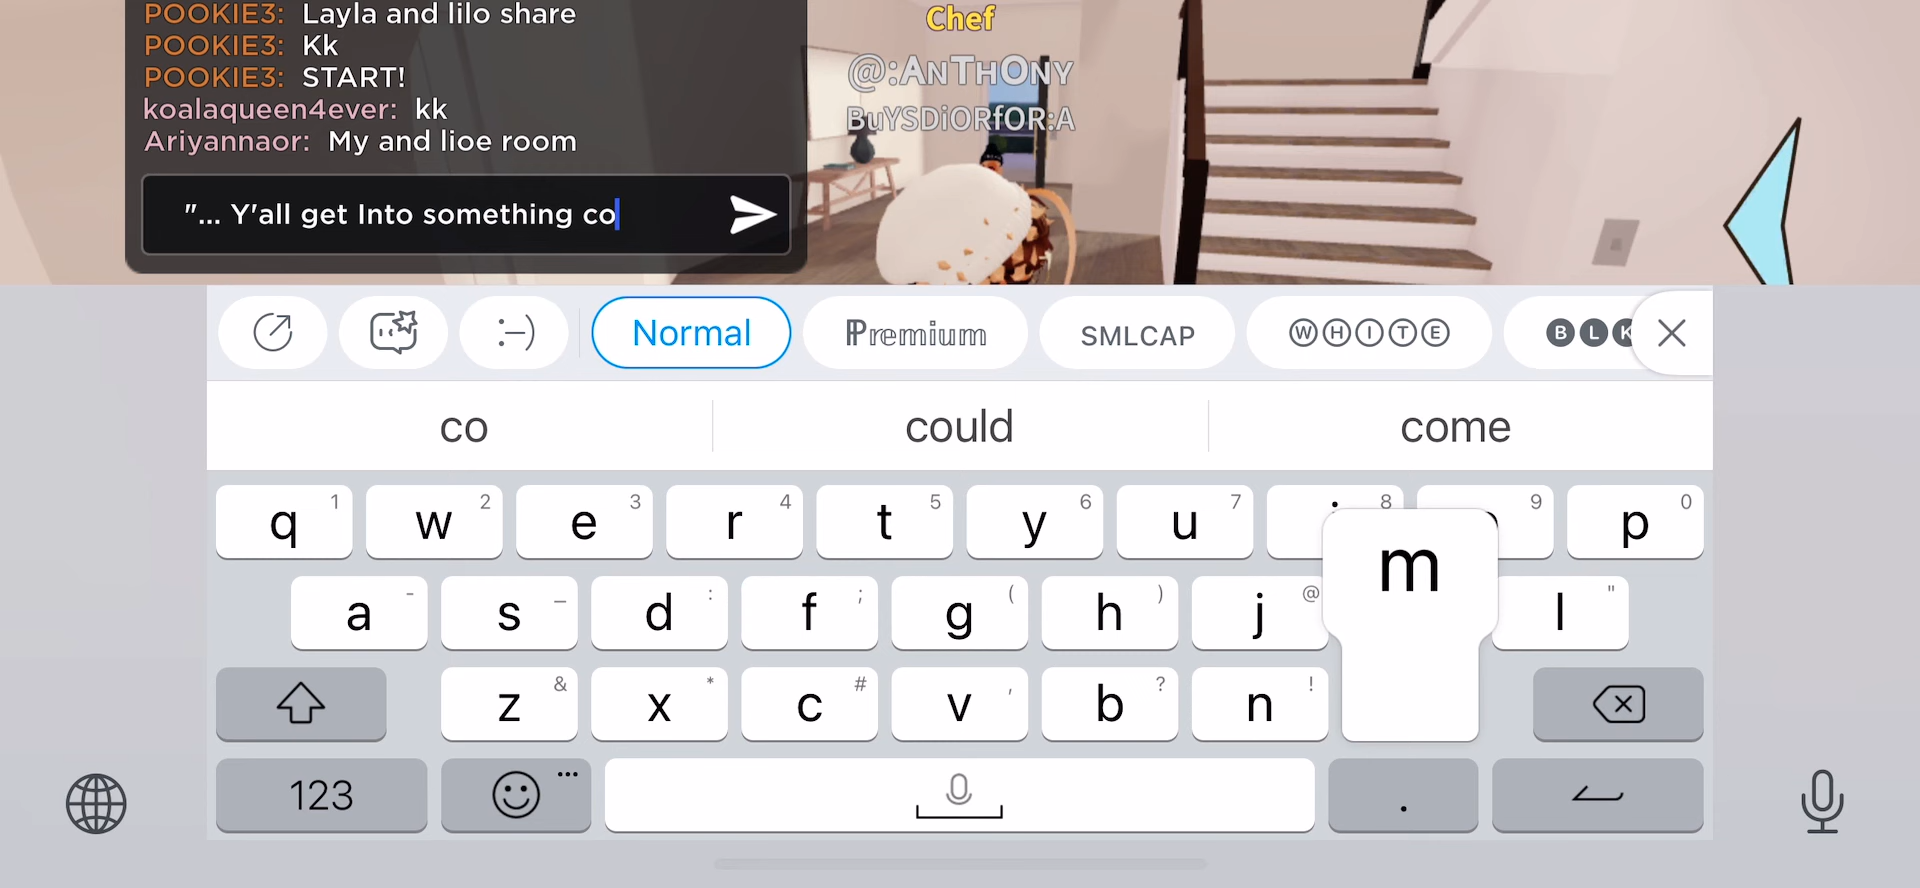 POOKIE3: Layla and lilo share
POOKIE3: Kk
POOKIE3: START!
koalaqueen4ever: kk
Ariyannaor: My and lioe room
"... Y'all get Into something co
Chef
@:ANTHONY
BuYSDiORfOR:A
:-)
Normal
ℙremium
SMLCAP
ⓌⒽⒾⓉⒺ
🅑🅛🅚
co
could
come
q 1 w 2 e 3 r 4 t 5 y 6 u 7 i 8 9 p 0
a - s _ d : f ; g ( h ) j @ l "
m
z & x * c # v , b ? n !
123
.